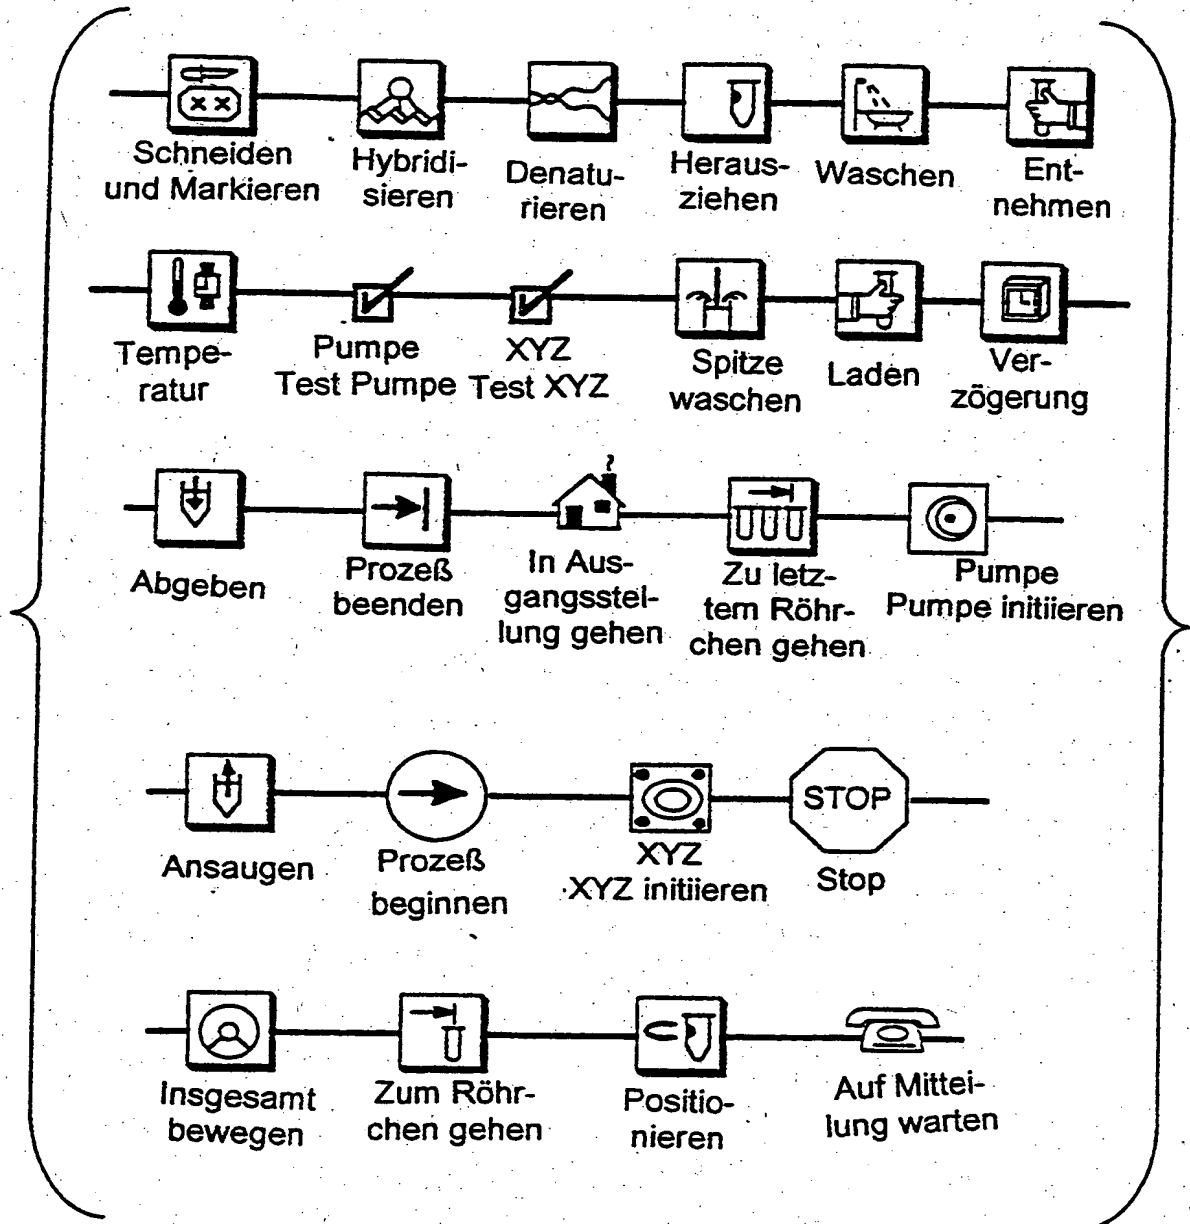 Schneiden
und Markieren
Hybridi-
sieren
Denatu-
rieren
Heraus-
ziehen
Waschen
Ent-
nehmen
Tempe-
ratur
Pumpe
Test Pumpe
XYZ
Test XYZ
Spitze
waschen
Laden
Ver-
zögerung
Abgeben
Prozeß
beenden
In Aus-
gangsstel-
lung gehen
Zu letz-
tem Röhr-
chen gehen
Pumpe
Pumpe initiieren
Ansaugen
Prozeß
beginnen
XYZ
XYZ initiieren
STOP
Stop
Insgesamt
bewegen
Zum Röhr-
chen gehen
Positio-
nieren
Auf Mittei-
lung warten